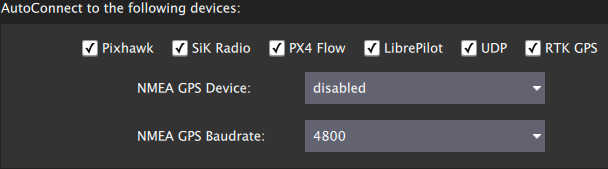 AutoConnect to the following devices:
Pixhawk SiK Radio PX4 Flow LibrePilot UDP RTK GPS
NMEA GPS Device: disabled
NMEA GPS Baudrate: 4800